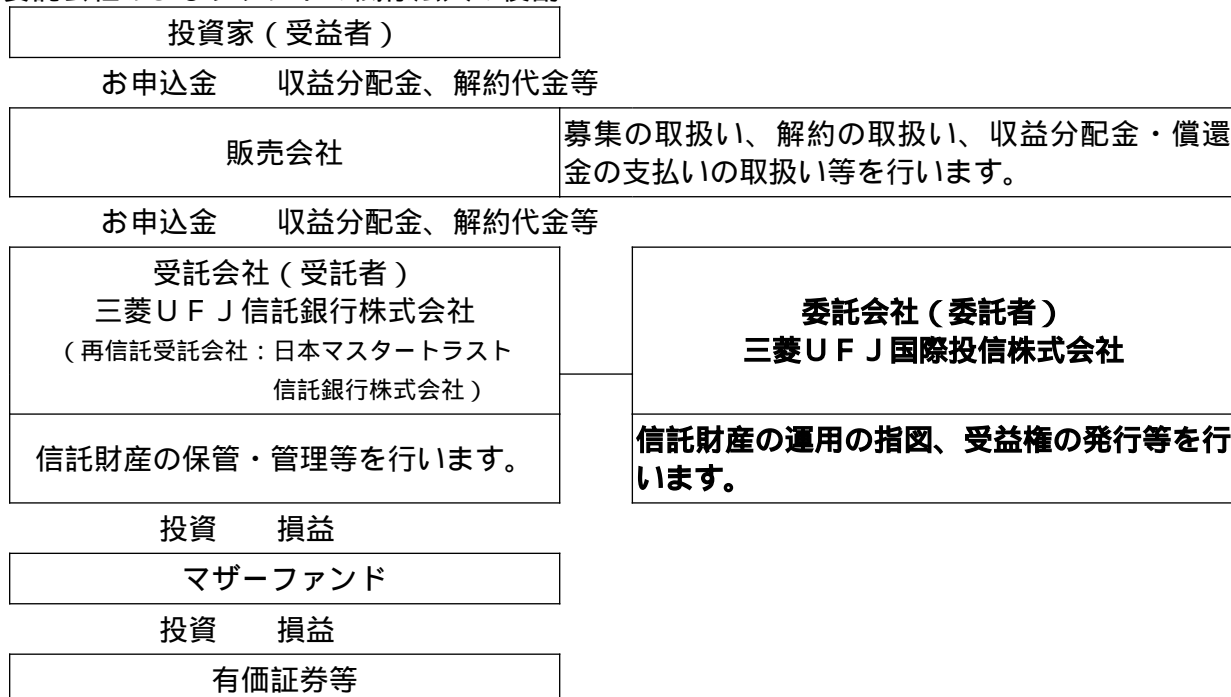 投資家(受益者)
お申込金　収益分配金、解約代金等
販売会社
募集の取扱い、解約の取扱い、収益分配金・償還
金の支払いの取扱い等を行います。
お申込金　収益分配金、解約代金等
受託会社(受託者)
三菱UFJ信託銀行株式会社
(再信託受託会社:日本マスタートラスト
信託銀行株式会社)
委託会社(委託者)
三菱UFJ国際投信株式会社
信託財産の保管・管理等を行います。
信託財産の運用の指図、受益権の発行等を行
います。
投資　損益
マザーファンド
投資　損益
有価証券等